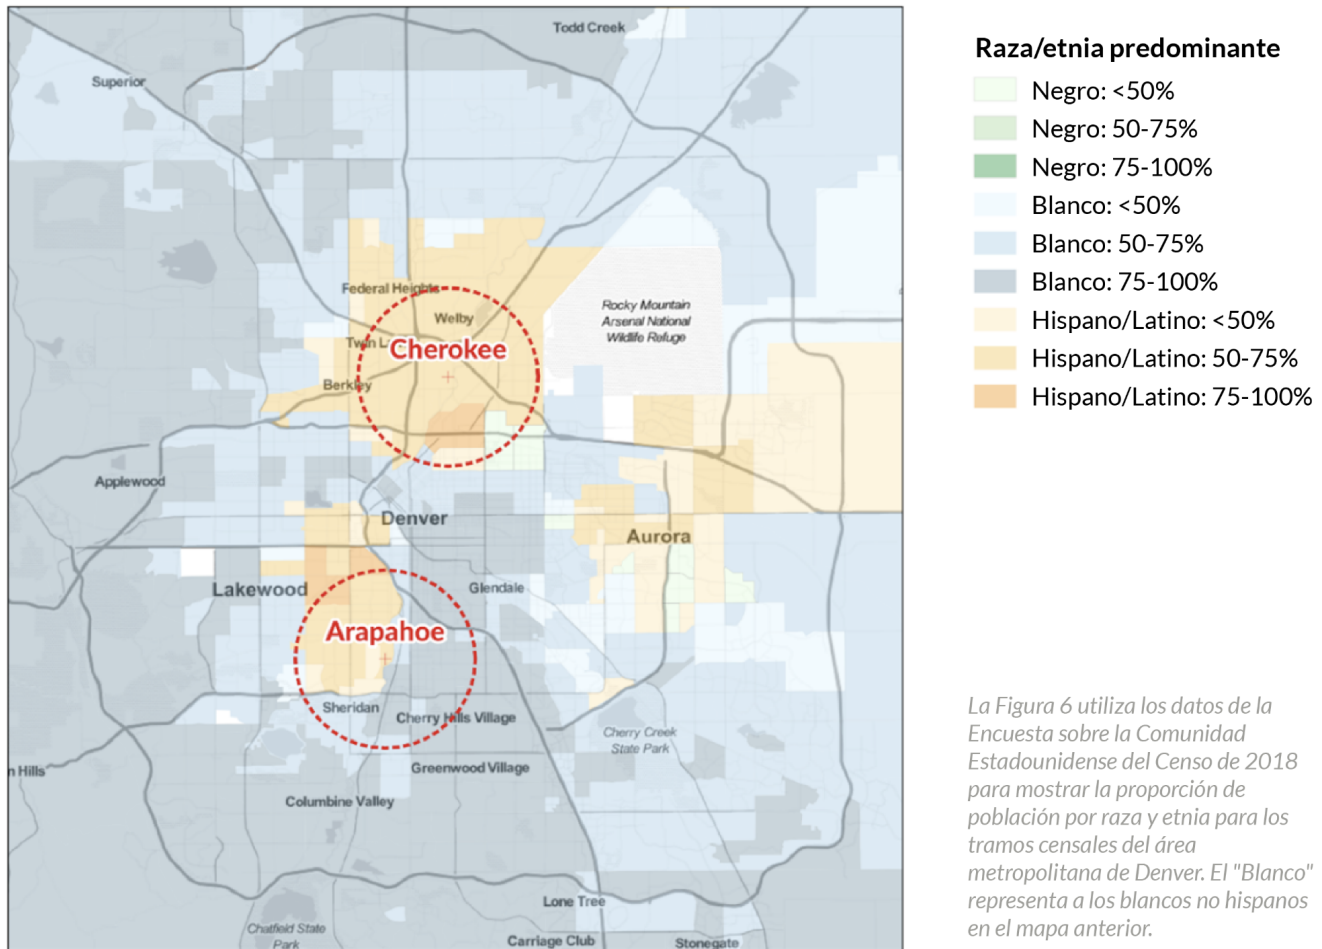 Todd Creek
Superior
Federal Heights
Welby
Twin L
Cherokee
Berkley
Rocky Mountain
Arsenal National
Wildlife Refuge
Applewood
Denver
Aurora
Lakewood
Glendale
Arapahoe
Sheridan
Cherry Hills Village
Cherry Creek
State Park
n Hills
Greenwood Village
Columbine Valley
Lone Tree
Chatfield State
Park
Carriage Club
Stonegate
Raza/etnia predominante
Negro: <50%
Negro: 50-75%
Negro: 75-100%
Blanco: <50%
Blanco: 50-75%
Blanco: 75-100%
Hispano/Latino: <50%
Hispano/Latino: 50-75%
Hispano/Latino: 75-100%
La Figura 6 utiliza los datos de la
Encuesta sobre la Comunidad
Estadounidense del Censo de 2018
para mostrar la proporción de
población por raza y etnia para los
tramos censales del área
metropolitana de Denver. El "Blanco"
representa a los blancos no hispanos
en el mapa anterior.